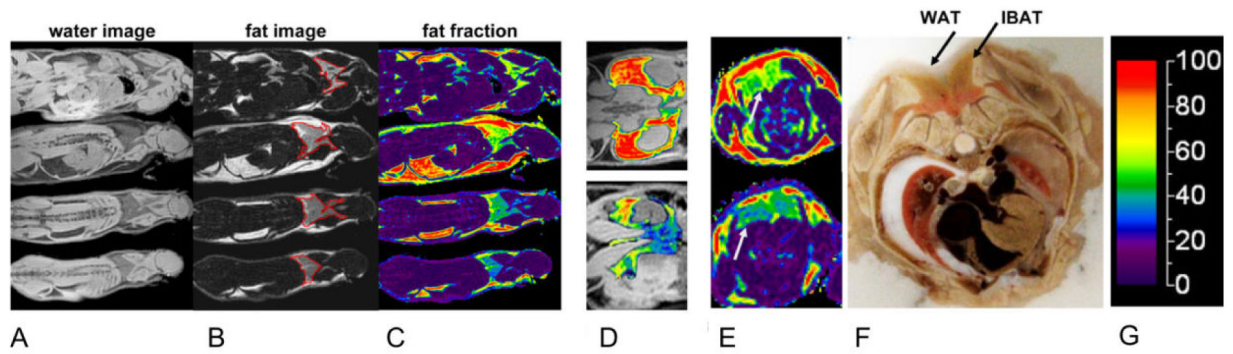 water image
fat image
fat fraction
WAT
IBAT
100
80
60
40
20
0
A
B
C
D
E
F
G